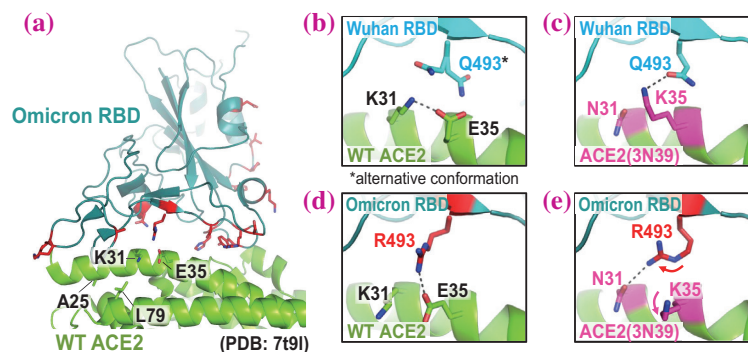 (a)
Omicron RBD
K31
E35
A25
L79
WT ACE2
(PDB: 7t9l)
(b)
Wuhan RBD
Q493*
K31
E35
WT ACE2
*alternative conformation
(c)
Wuhan RBD
Q493
K35
N31
ACE2(3N39)
(d)
Omicron RBD
R493
K31
E35
WT ACE2
(e)
Omicron RBD
R493
N31
K35
ACE2(3N39)